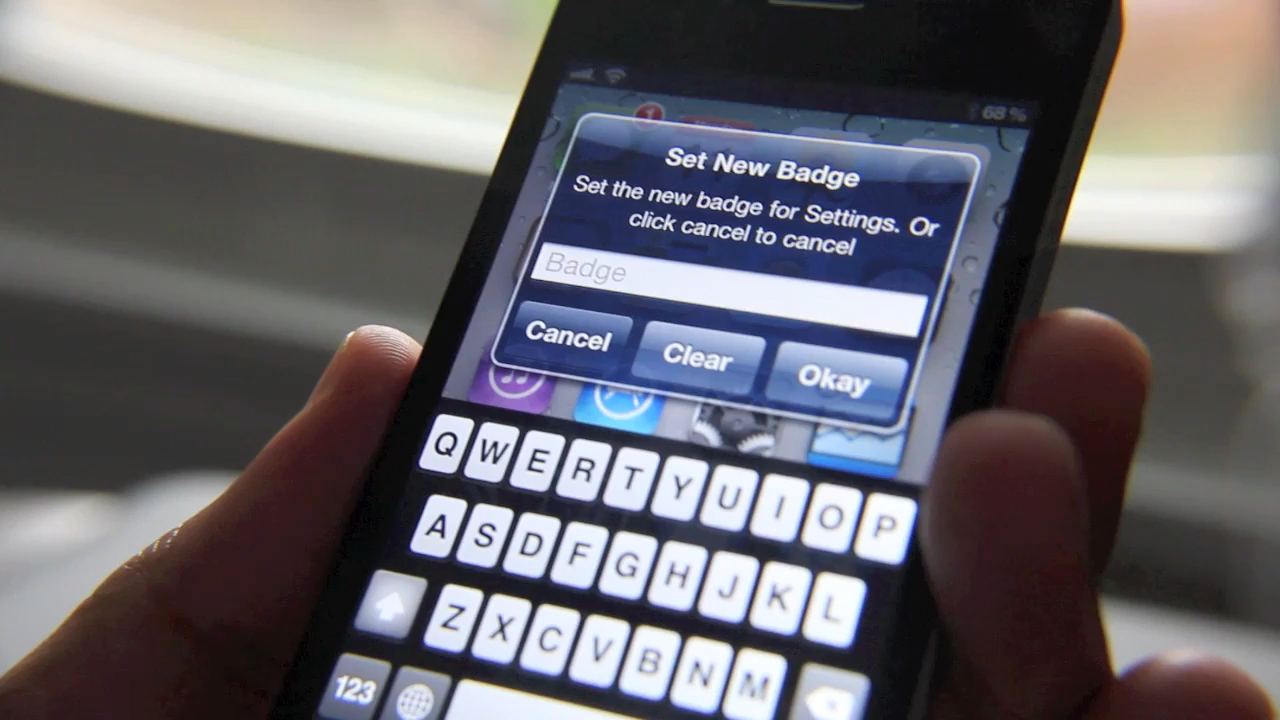 68 %
1
Set New Badge
Set the new badge for Settings. Or
click cancel to cancel
Badge
Cancel Clear Okay
Q W E R T Y U I O P
A S D F G H J K L
Z X C V B N M
123